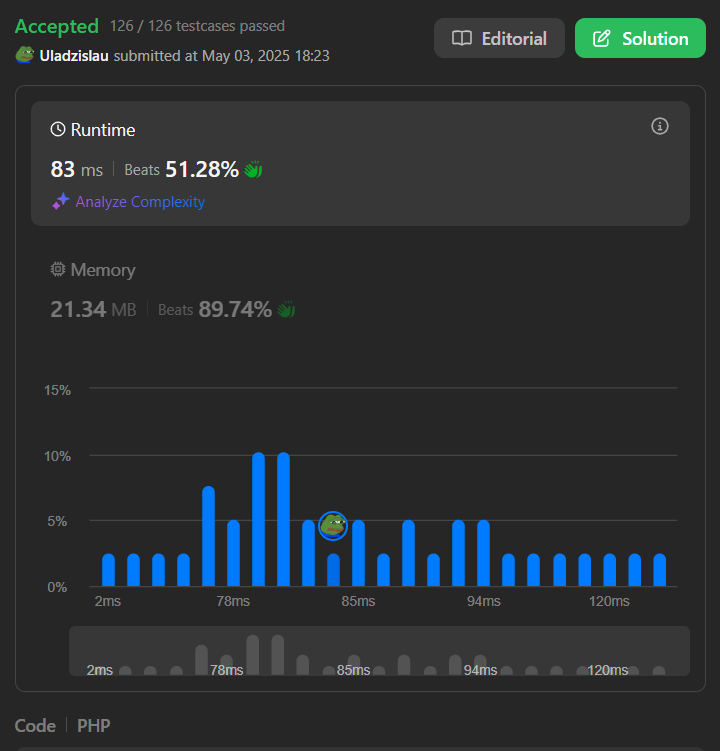 Accepted 126 / 126 testcases passed
Uladzislau submitted at May 03, 2025 18:23
Editorial
Solution
Runtime
83 ms Beats 51.28%
Analyze Complexity
Memory
21.34 MB Beats 89.74%
15%
10%
5%
0%
2ms 78ms 85ms 94ms 120ms
2ms 78ms 85ms 94ms 120ms
Code PHP